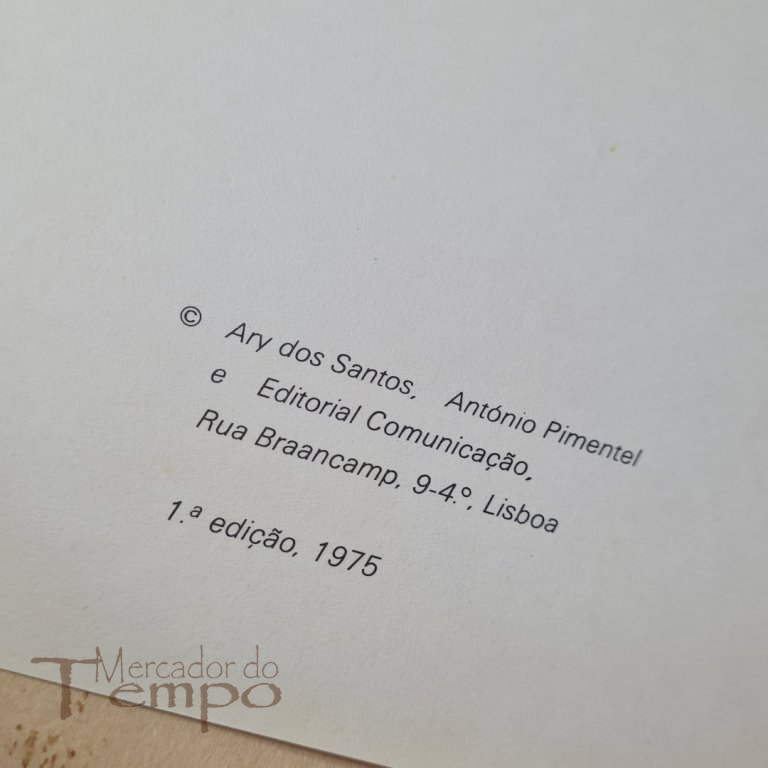 © Ary dos Santos, António Pimentel
e Editorial Comunicação,
Rua Braancamp, 9-4.º, Lisboa
1.ª edição, 1975
Mercador do
Tempo